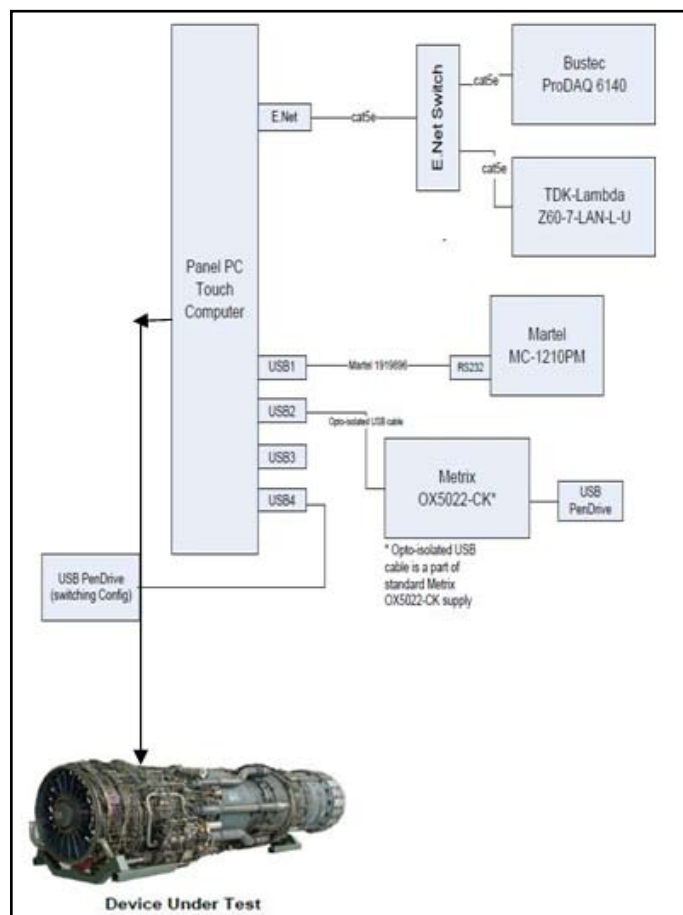 Bustec
ProDAQ 6140
E.Net Switch
cat5e
E.Net
cat5e
cat5e
TDK-Lambda
Z60-7-LAN-L-U
Panel PC
Touch
Computer
Martel
MC-1210PM
USB1
Martel 1919896
RS232
USB2
Opto-isolated USB cable
USB3
Metrix
OX5022-CK*
USB
PenDrive
USB4
* Opto-isolated USB
cable is a part of
standard Metrix
OX5022-CK supply
USB PenDrive
(switching Config)
Device Under Test